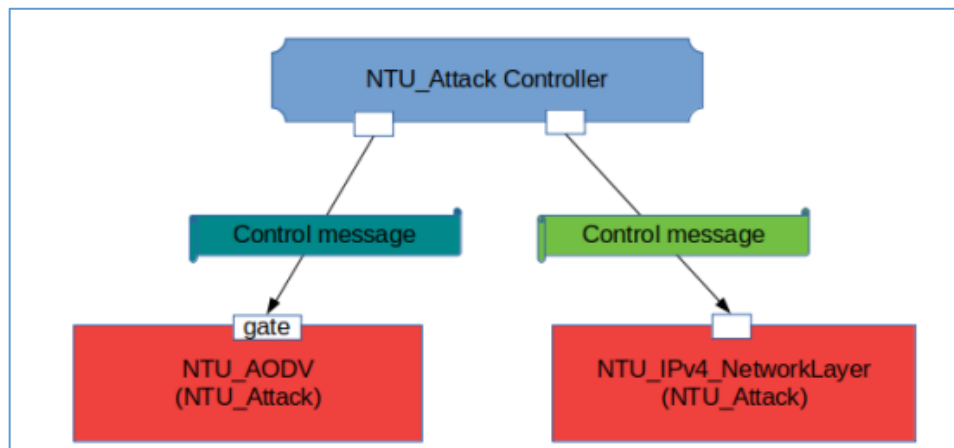 NTU_Attack Controller
Control message
Control message
gate
NTU_AODV
(NTU_Attack)
NTU_IPv4_NetworkLayer
(NTU_Attack)